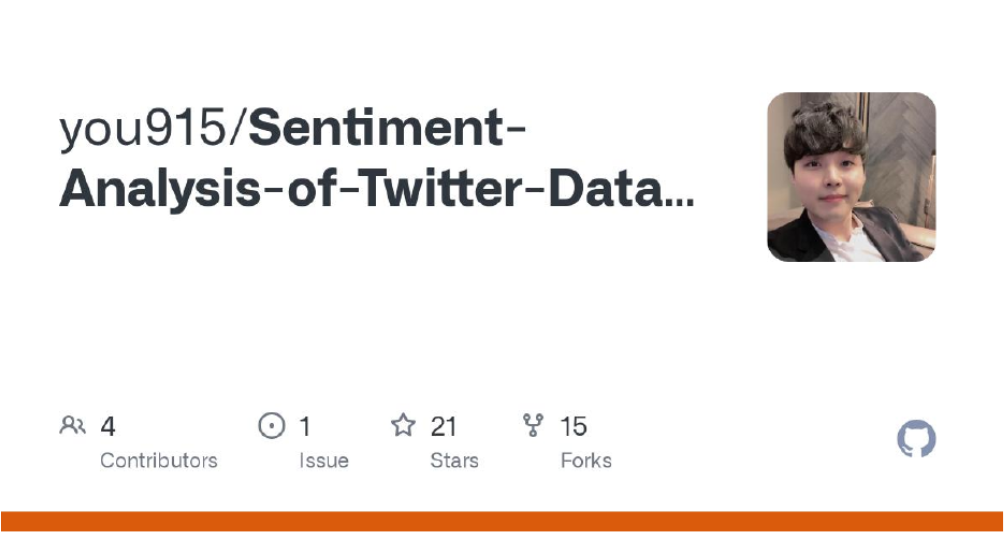 you915/Sentiment-
Analysis-of-Twitter-Data...
4
Contributors
1
Issue
21
Stars
15
Forks